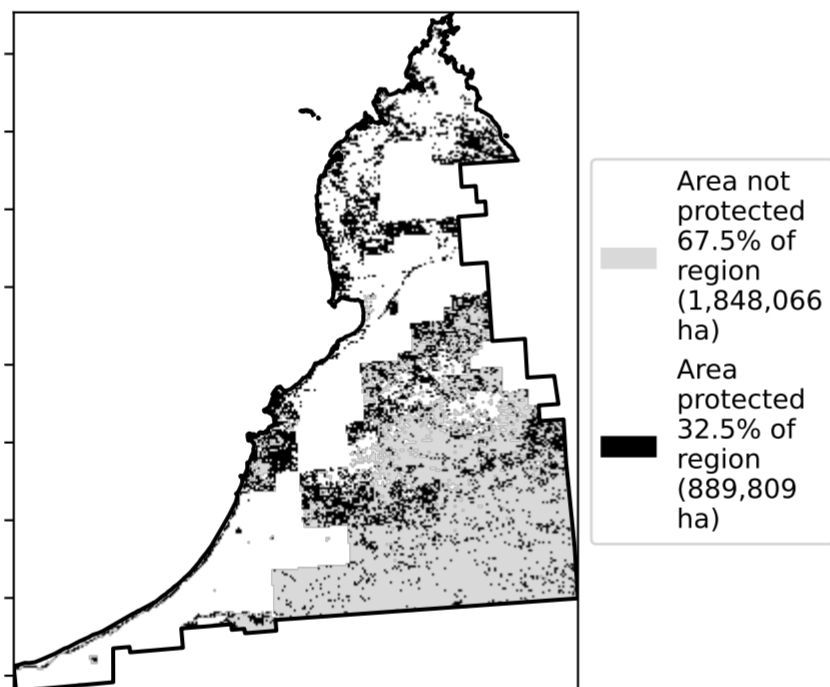 Area not
protected
67.5% of
region
(1,848,066
ha)
Area
protected
32.5% of
region
(889,809
ha)